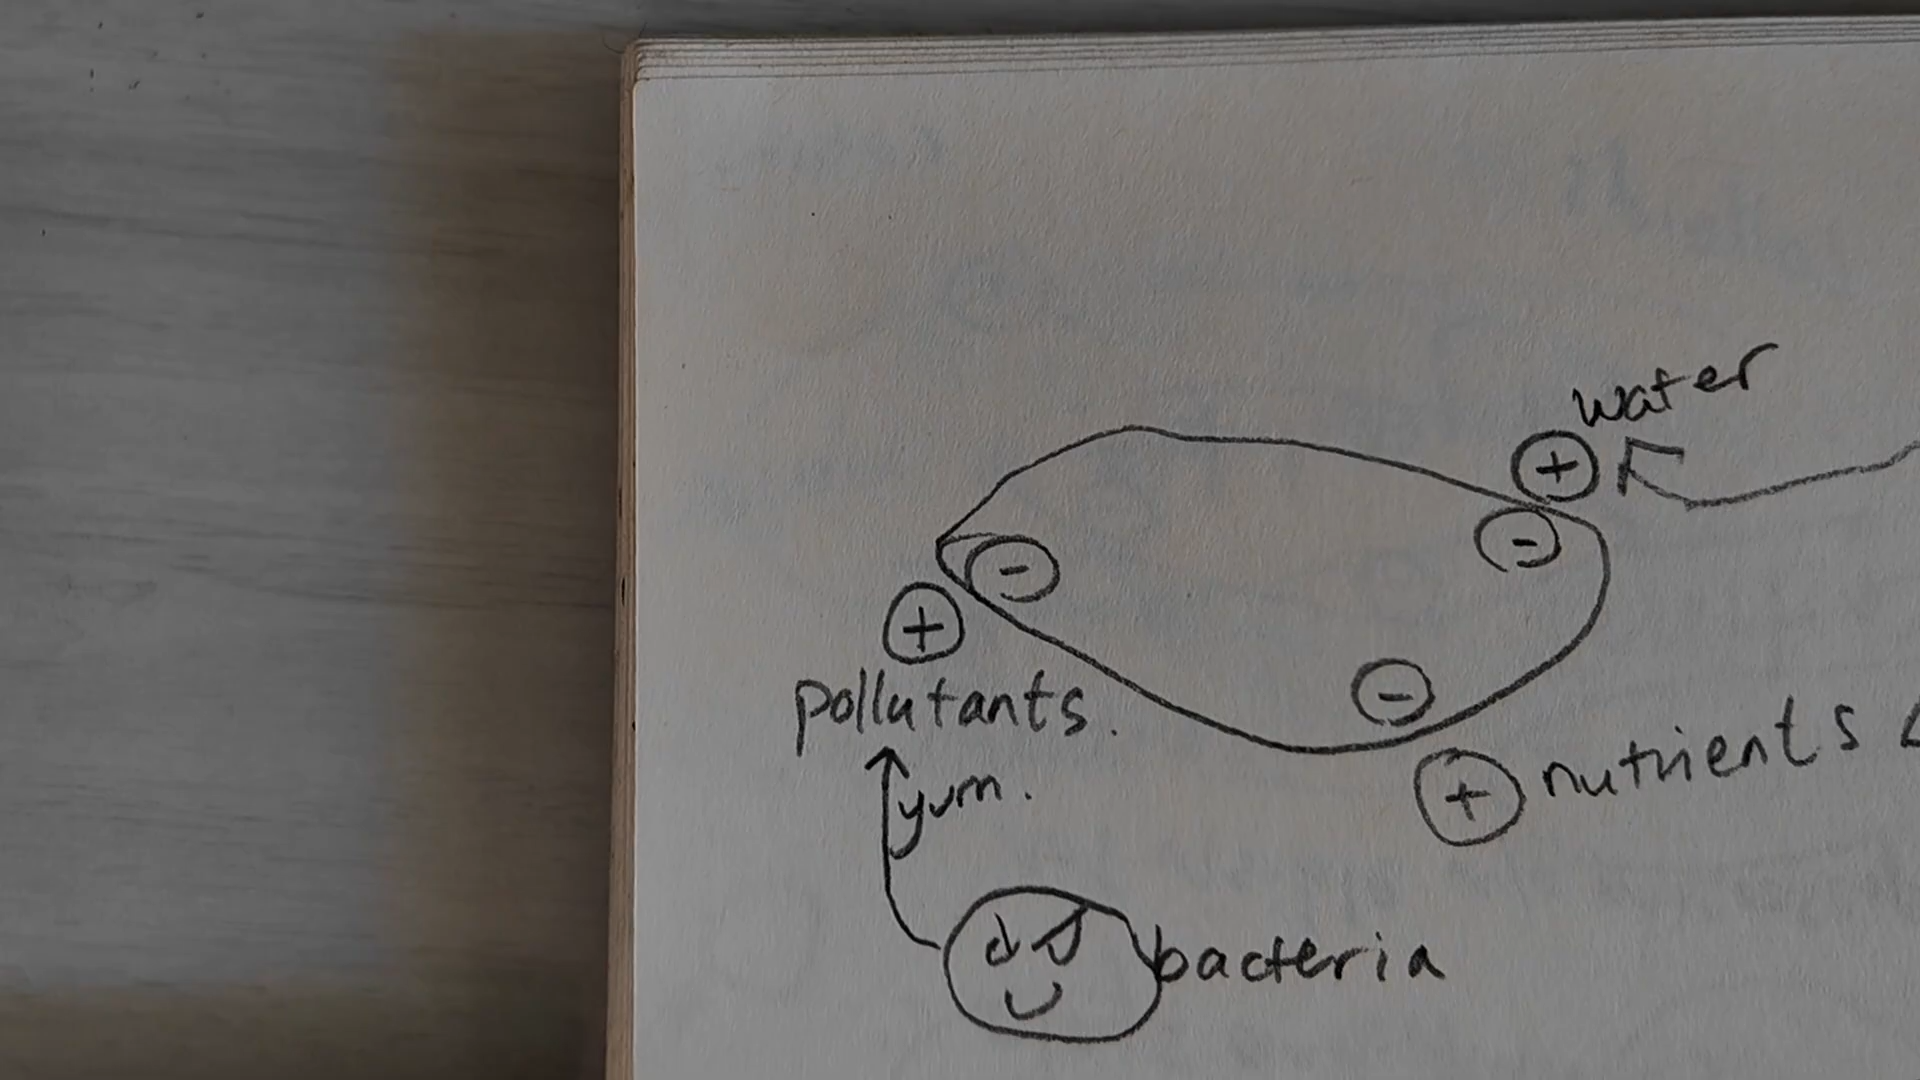 water
+
-
-
+
pollutants.
-
+ nutrients
yum.
bacteria